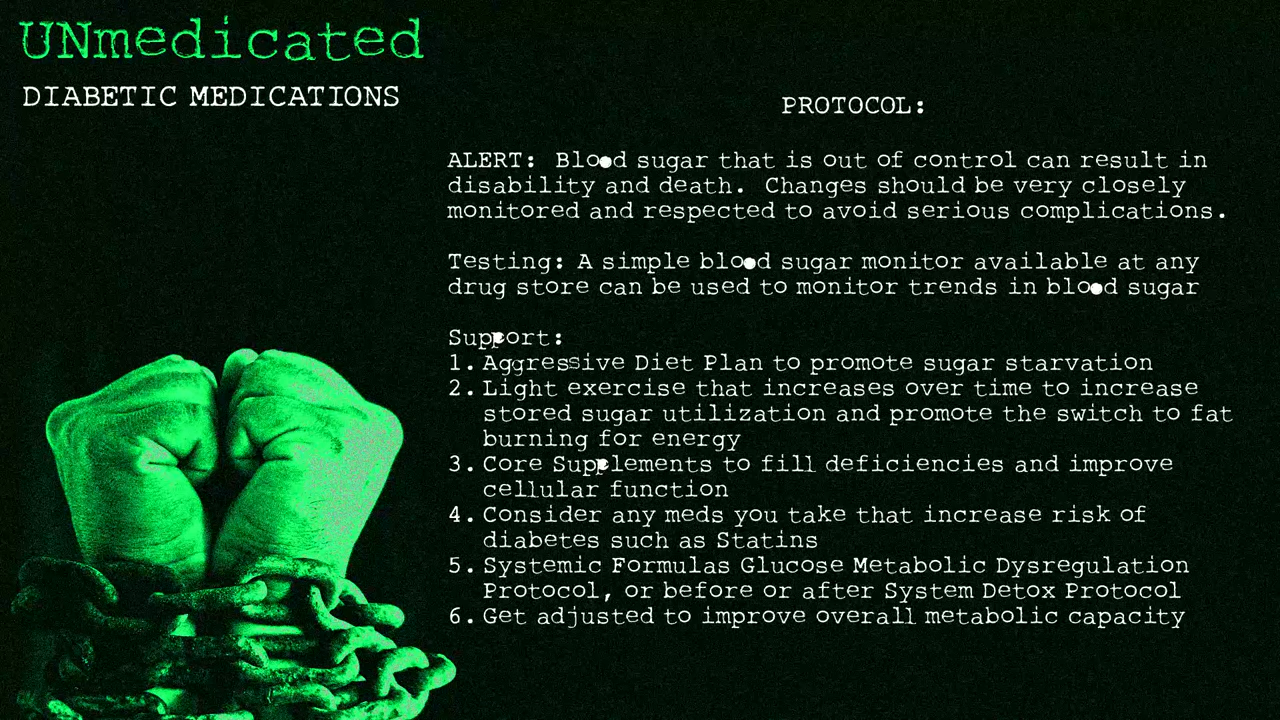 UNmedicated
DIABETIC MEDICATIONS
PROTOCOL:
ALERT: Blood sugar that is out of control can result in
disability and death. Changes should be very closely
monitored and respected to avoid serious complications.
Testing: A simple blood sugar monitor available at any
drug store can be used to monitor trends in blood sugar
Support:
1. Aggressive Diet Plan to promote sugar starvation
2. Light exercise that increases over time to increase
stored sugar utilization and promote the switch to fat
burning for energy
3. Core Supplements to fill deficiencies and improve
cellular function
4. Consider any meds you take that increase risk of
diabetes such as Statins
5. Systemic Formulas Glucose Metabolic Dysregulation
Protocol, or before or after System Detox Protocol
6. Get adjusted to improve overall metabolic capacity